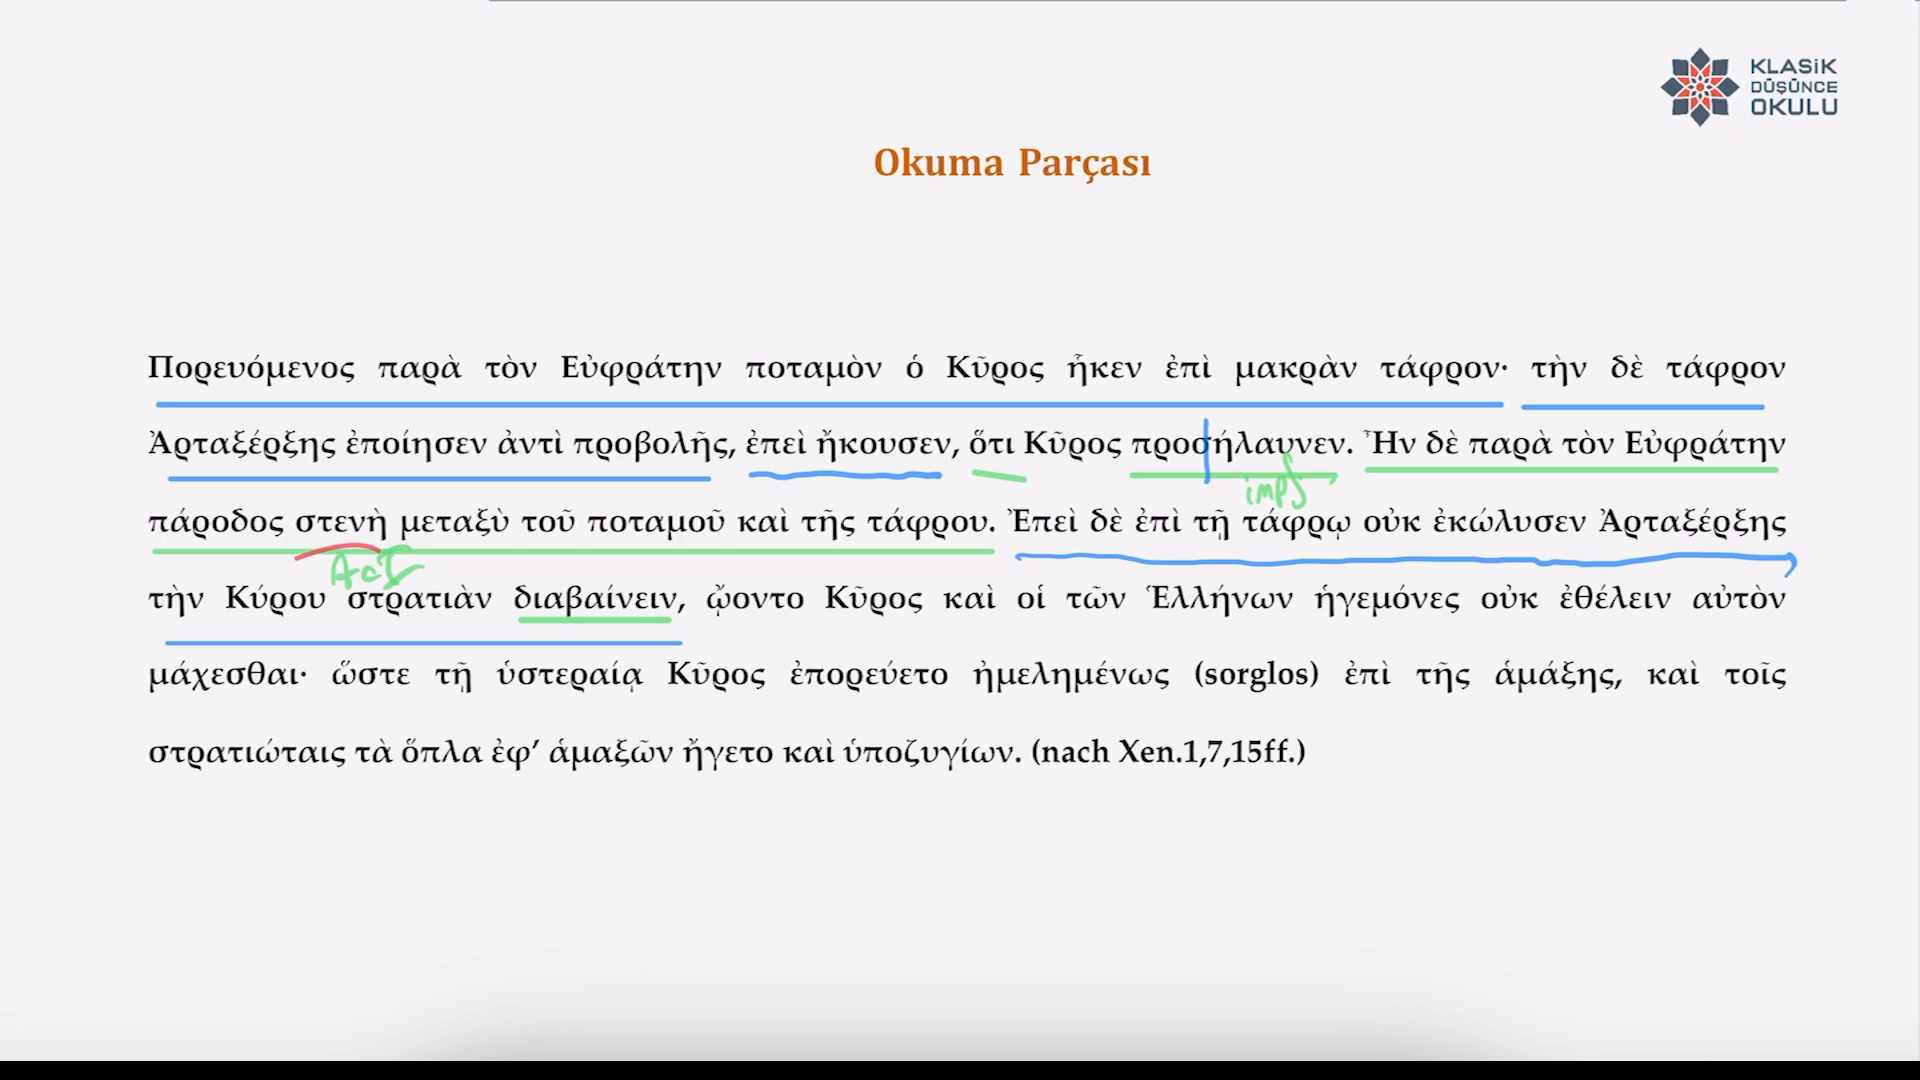 KLASiK
DÜŞÜNCE
OKULU
Okuma Parçası
Πορευόμενος παρὰ τὸν Εὐφράτην ποταμὸν ὁ Κῦρος ἧκεν ἐπὶ μακρὰν τάφρον· τὴν δὲ τάφρον
Ἀρταξέρξης ἐποίησεν ἀντὶ προβολῆς, ἐπεὶ ἤκουσεν, ὅτι Κῦρος προσήλαυνεν. Ἦν δὲ παρὰ τὸν Εὐφράτην
impf
πάροδος στενὴ μεταξὺ τοῦ ποταμοῦ καὶ τῆς τάφρου. Ἐπεὶ δὲ ἐπὶ τῇ τάφρῳ οὐκ ἐκώλυσεν Ἀρταξέρξης
AcI
τὴν Κύρου στρατιὰν διαβαίνειν, ᾤοντο Κῦρος καὶ οἱ τῶν Ἑλλήνων ἡγεμόνες οὐκ ἐθέλειν αὐτὸν
μάχεσθαι· ὥστε τῇ ὑστεραίᾳ Κῦρος ἐπορεύετο ἠμελημένως (sorglos) ἐπὶ τῆς ἁμάξης, καὶ τοῖς
στρατιώταις τὰ ὅπλα ἐφ’ ἁμαξῶν ἤγετο καὶ ὑποζυγίων. (nach Xen.1,7,15ff.)